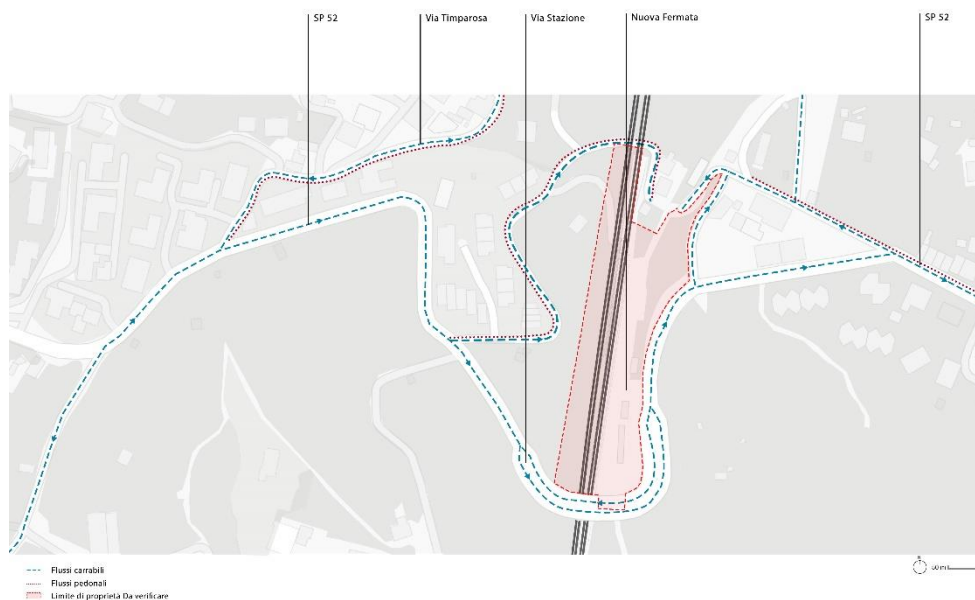 SP 52
Via Timparosa
Via Stazione
Nuova Fermata
SP 52
Flussi carrabili
Flussi pedonali
Limite di proprietà Da verificare